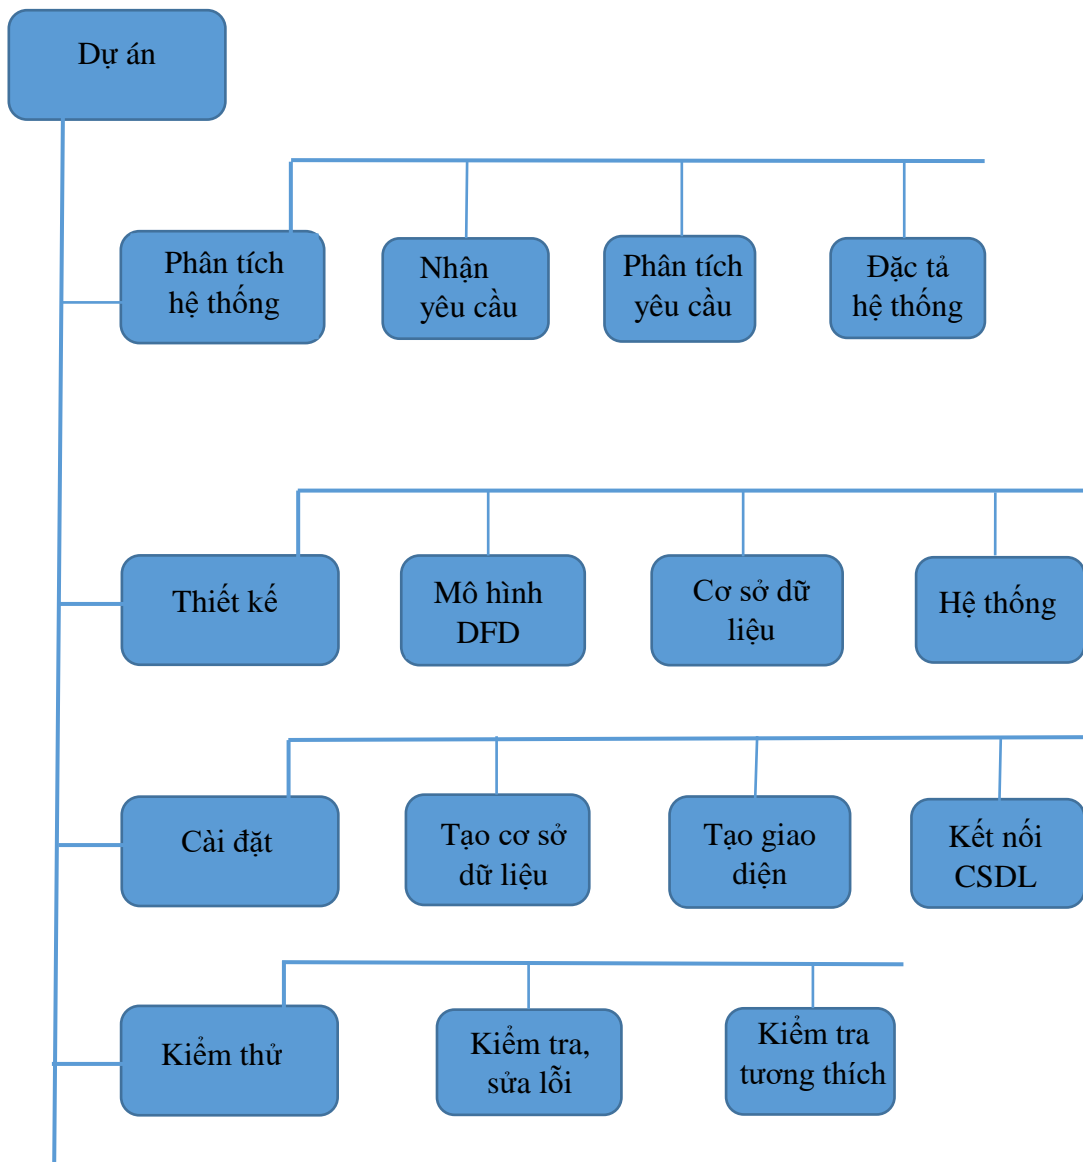 Dự án
Phân tích
hệ thống
Nhận
yêu cầu
Phân tích
yêu cầu
Đặc tả
hệ thống
Thiết kế
Mô hình
DFD
Cơ sở dữ
liệu
Hệ thống
Cài đặt
Tạo cơ sở
dữ liệu
Tạo giao
diện
Kết nối
CSDL
Kiểm thử
Kiểm tra,
sửa lỗi
Kiểm tra
tương thích